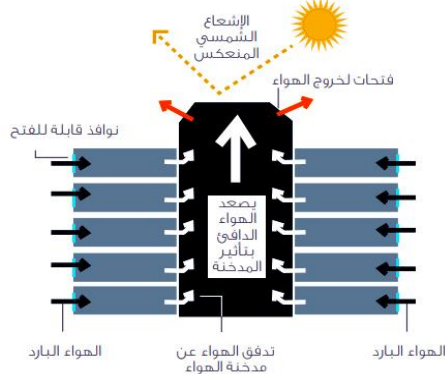 الإشعاع
الشمسي
المنعكس
فتحات لخروج الهواء
نوافذ قابلة للفتح
يصعد
الهواء
الدافئ
بتأثير
المدخنة
الهواء البارد
تدفق الهواء عن
مدخنة الهواء
الهواء البارد